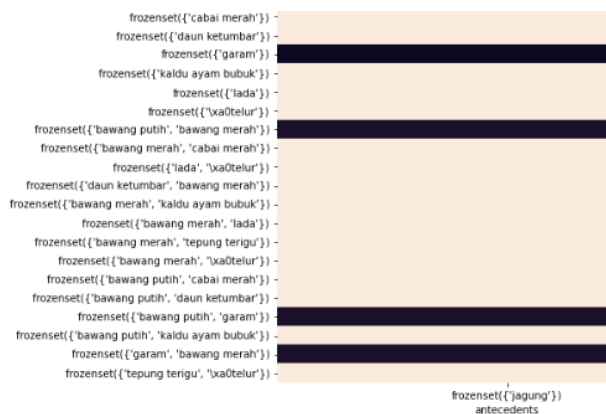 frozenset({'cabai merah'})
frozenset({'daun ketumbar'})
frozenset({'garam'})
frozenset({'kaldu ayam bubuk'})
frozenset({'lada'})
frozenset({'\xa0telur'})
frozenset({'bawang putih', 'bawang merah'})
frozenset({'bawang merah', 'cabai merah'})
frozenset({'lada', '\xa0telur'})
frozenset({'daun ketumbar', 'bawang merah'})
frozenset({'bawang merah', 'kaldu ayam bubuk'})
frozenset({'bawang merah', 'lada'})
frozenset({'bawang merah', 'tepung terigu'})
frozenset({'bawang merah', '\xa0telur'})
frozenset({'bawang putih', 'cabai merah'})
frozenset({'bawang putih', 'daun ketumbar'})
frozenset({'bawang putih', 'garam'})
frozenset({'bawang putih', 'kaldu ayam bubuk'})
frozenset({'garam', 'bawang merah'})
frozenset({'tepung terigu', '\xa0telur'})
frozenset({'jagung'})
antecedents